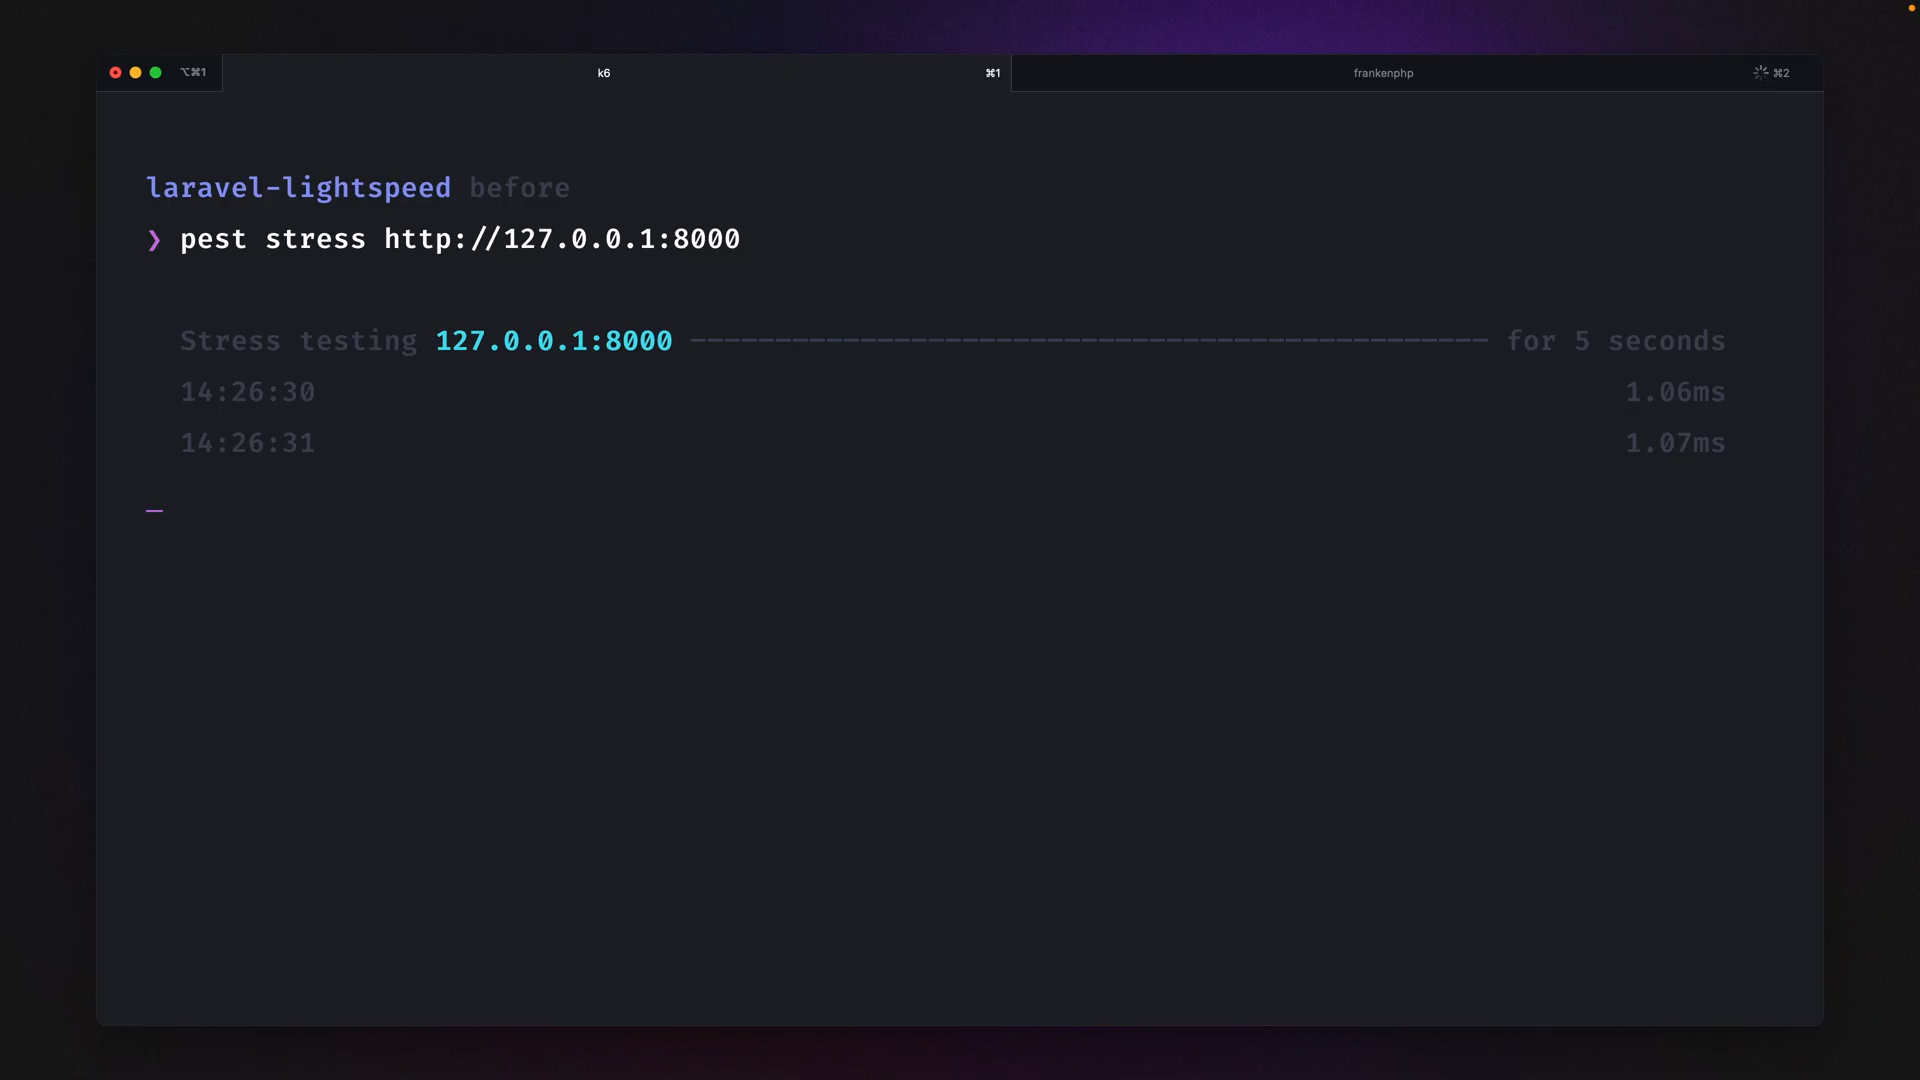 ⌥⌘1 k6 ⌘1 frankenphp ⌘2
laravel-lightspeed before
❯ pest stress http://127.0.0.1:8000
Stress testing 127.0.0.1:8000 ——————————————————————————————————————————————— for 5 seconds
14:26:30 1.06ms
14:26:31 1.07ms